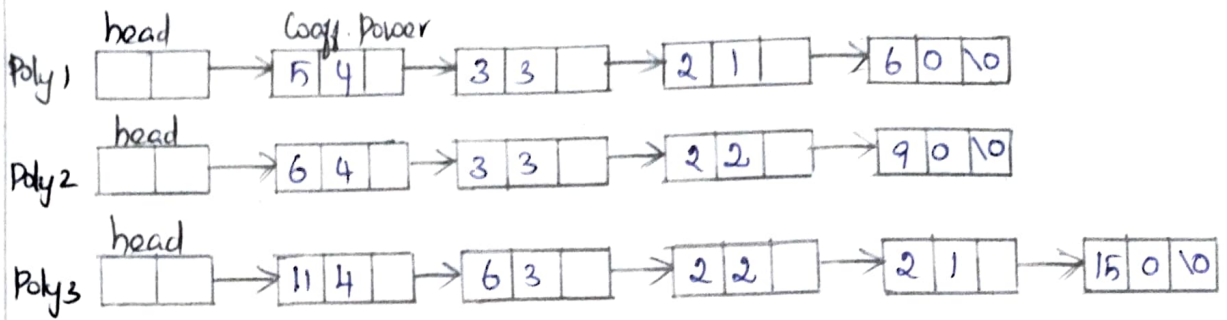 head Coeff. Power
Poly1 5 4 3 3 2 1 6 0 \0
head
Poly2 6 4 3 3 2 2 9 0 \0
head
Poly3 11 4 6 3 2 2 2 1 15 0 \0